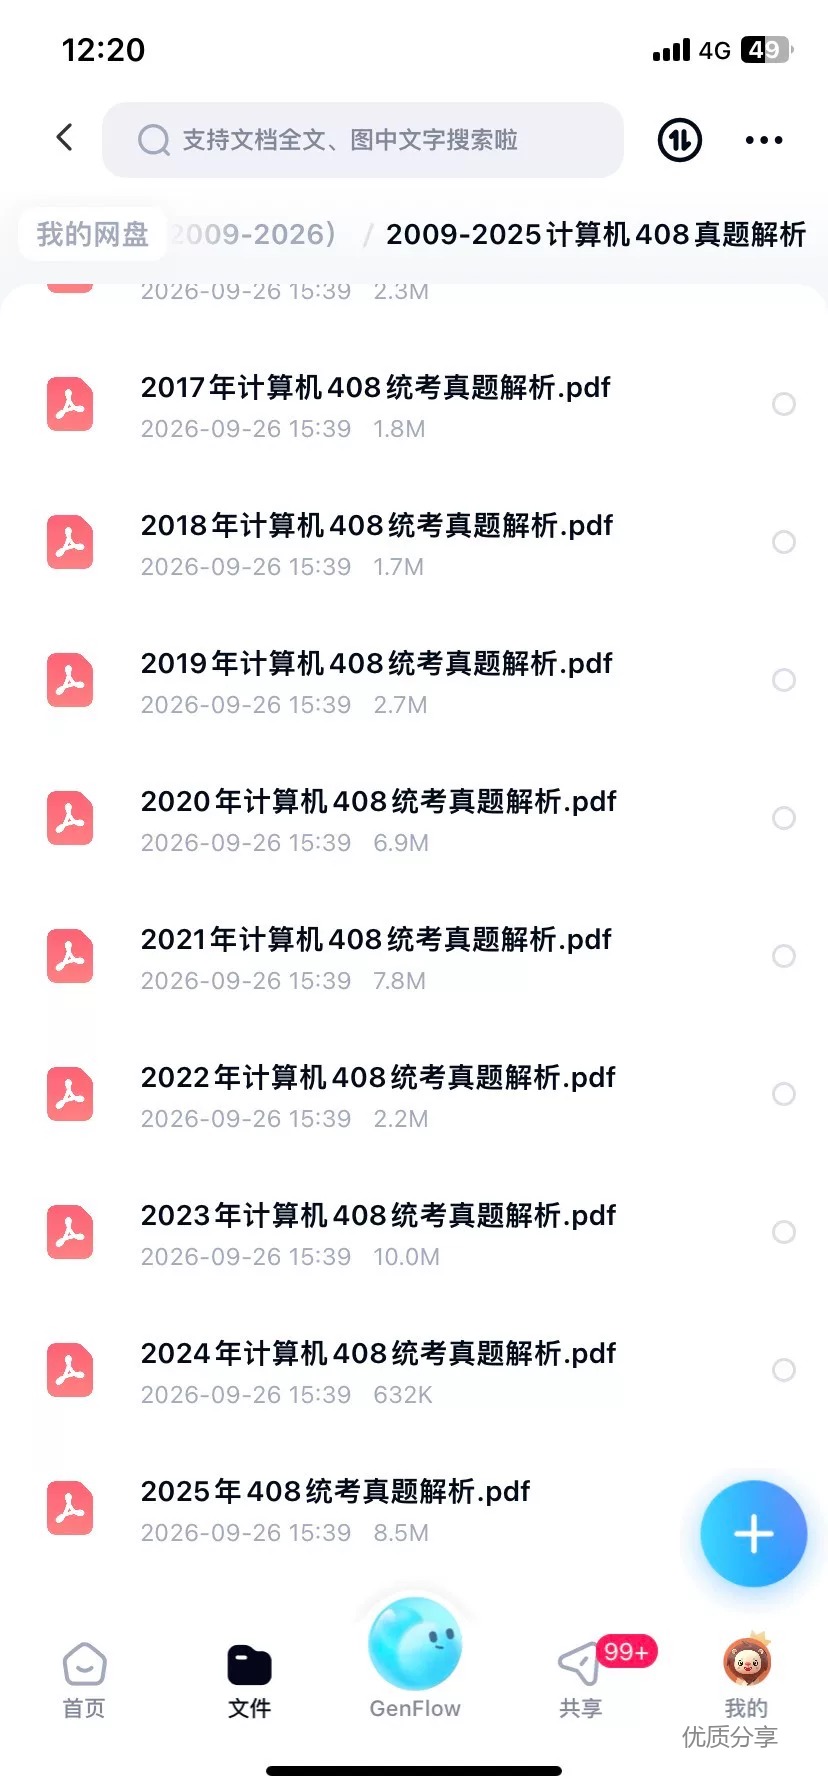 12:20
4G 49
支持文档全文、图中文字搜索啦
我的网盘 2009-2026） / 2009-2025计算机408真题解析
2026-09-26 15:39 2.3M
2017年计算机408统考真题解析.pdf
2026-09-26 15:39 1.8M
2018年计算机408统考真题解析.pdf
2026-09-26 15:39 1.7M
2019年计算机408统考真题解析.pdf
2026-09-26 15:39 2.7M
2020年计算机408统考真题解析.pdf
2026-09-26 15:39 6.9M
2021年计算机408统考真题解析.pdf
2026-09-26 15:39 7.8M
2022年计算机408统考真题解析.pdf
2026-09-26 15:39 2.2M
2023年计算机408统考真题解析.pdf
2026-09-26 15:39 10.0M
2024年计算机408统考真题解析.pdf
2026-09-26 15:39 632K
2025年408统考真题解析.pdf
2026-09-26 15:39 8.5M
99+
首页 文件 GenFlow 共享 我的
优质分享